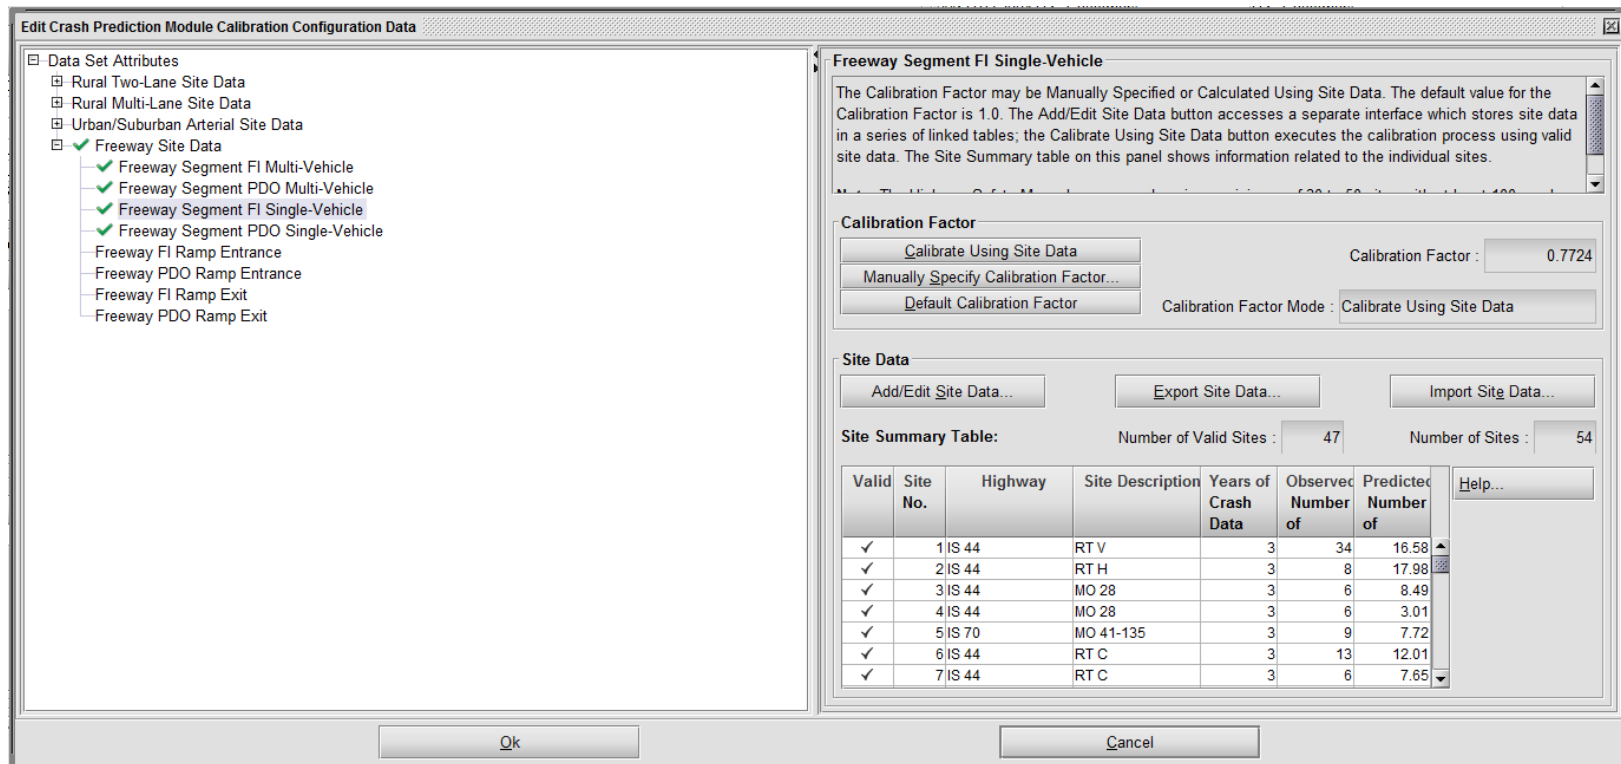 Edit Crash Prediction Module Calibration Configuration Data
Data Set Attributes
Rural Two-Lane Site Data
Rural Multi-Lane Site Data
Urban/Suburban Arterial Site Data
Freeway Site Data
Freeway Segment FI Multi-Vehicle
Freeway Segment PDO Multi-Vehicle
Freeway Segment FI Single-Vehicle
Freeway Segment PDO Single-Vehicle
Freeway FI Ramp Entrance
Freeway PDO Ramp Entrance
Freeway FI Ramp Exit
Freeway PDO Ramp Exit
Freeway Segment FI Single-Vehicle
The Calibration Factor may be Manually Specified or Calculated Using Site Data. The default value for the
Calibration Factor is 1.0. The Add/Edit Site Data button accesses a separate interface which stores site data
in a series of linked tables; the Calibrate Using Site Data button executes the calibration process using valid
site data. The Site Summary table on this panel shows information related to the individual sites.
Calibration Factor
Calibrate Using Site Data
Calibration Factor : 0.7724
Manually Specify Calibration Factor...
Default Calibration Factor
Calibration Factor Mode : Calibrate Using Site Data
Site Data
Add/Edit Site Data... Export Site Data... Import Site Data...
Site Summary Table: Number of Valid Sites : 47 Number of Sites : 54
Valid Site Highway Site Description Years of Observed Predicted
No. Crash Number Number
Data of of
Help...
1 IS 44 RT V 3 34 16.58
2 IS 44 RT H 3 8 17.98
3 IS 44 MO 28 3 6 8.49
4 IS 44 MO 28 3 6 3.01
5 IS 70 MO 41-135 3 9 7.72
6 IS 44 RT C 3 13 12.01
7 IS 44 RT C 3 6 7.65
Ok Cancel